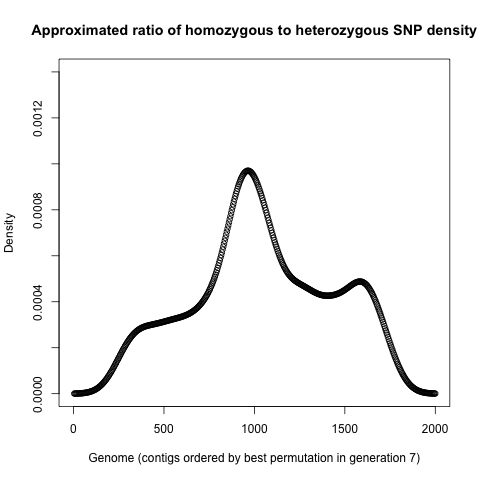 Approximated ratio of homozygous to heterozygous SNP density
0.0012
0.0008
0.0004
0.0000
Density
0 500 1000 1500 2000
Genome (contigs ordered by best permutation in generation 7)